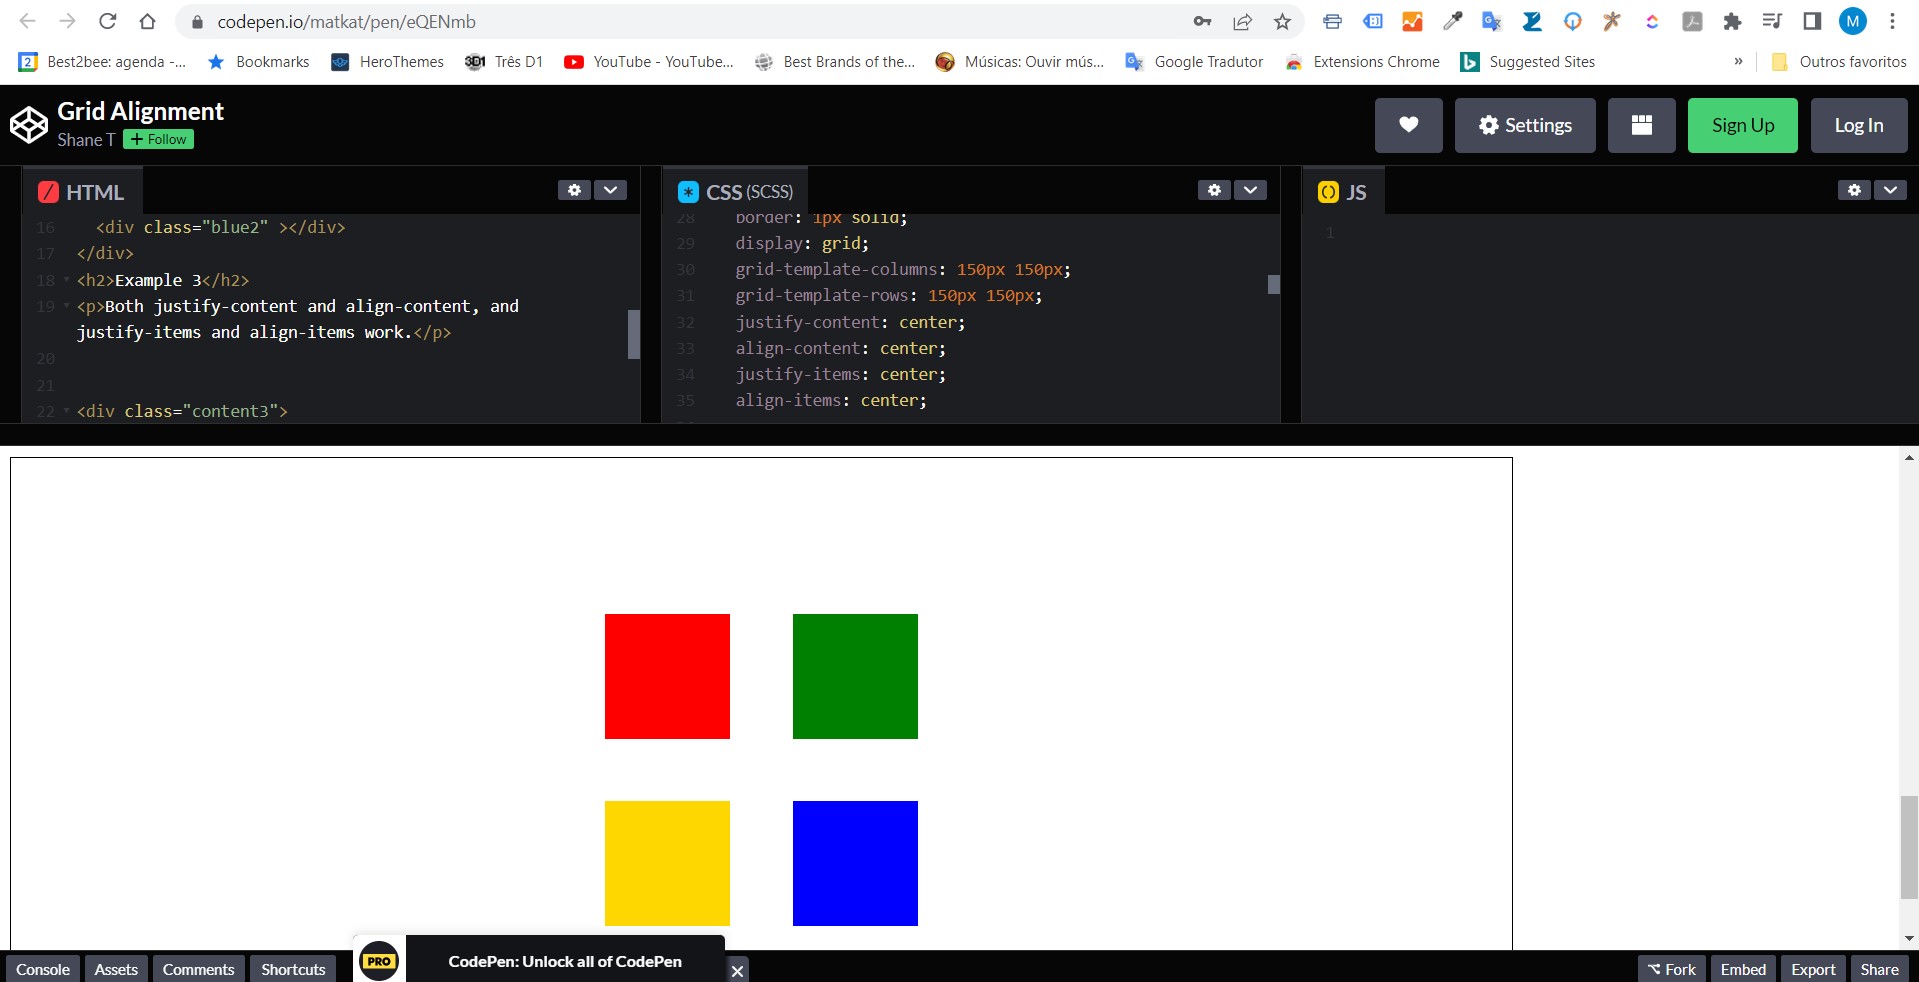 codepen.io/matkat/pen/eQENmb
M
2 Best2bee: agenda -... Bookmarks HeroThemes 3D1 Três D1 YouTube - YouTube... Best Brands of the... Músicas: Ouvir mús... Google Tradutor Extensions Chrome Suggested Sites » Outros favoritos
Grid Alignment
Shane T + Follow
Settings Sign Up Log In
HTML
16 <div class="blue2" ></div>
17 </div>
18 <h2>Example 3</h2>
19 <p>Both justify-content and align-content, and
justify-items and align-items work.</p>
20
21
22 <div class="content3">
CSS (SCSS)
28 border: 1px solid;
29 display: grid;
30 grid-template-columns: 150px 150px;
31 grid-template-rows: 150px 150px;
32 justify-content: center;
33 align-content: center;
34 justify-items: center;
35 align-items: center;
JS
1
Console Assets Comments Shortcuts
PRO CodePen: Unlock all of CodePen
Fork Embed Export Share